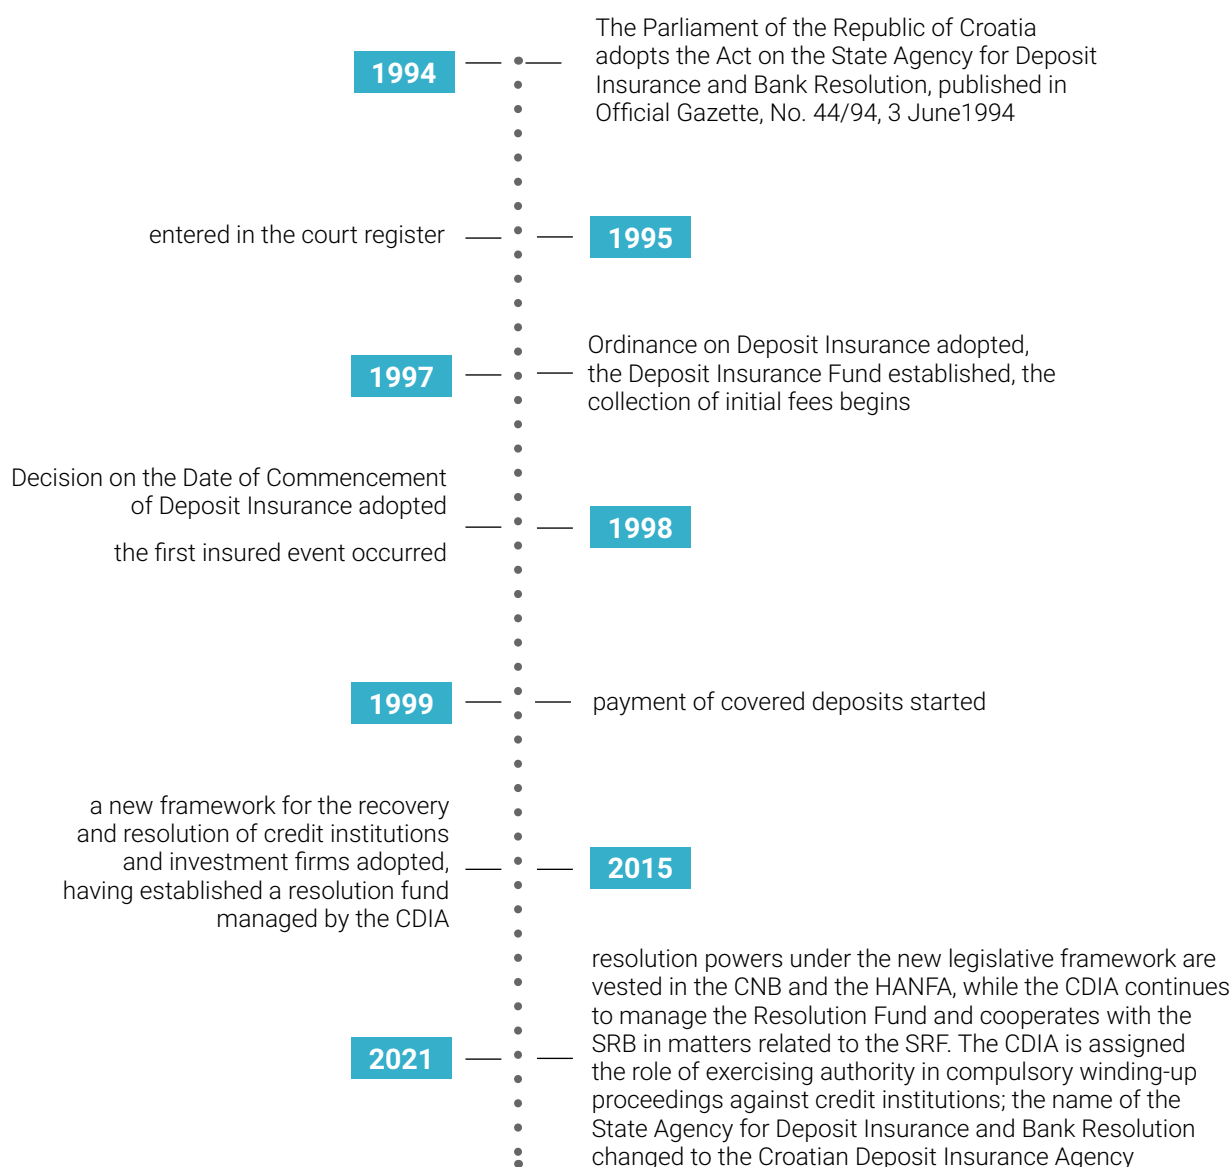 1994
The Parliament of the Republic of Croatia
adopts the Act on the State Agency for Deposit
Insurance and Bank Resolution, published in
Official Gazette, No. 44/94, 3 June1994
entered in the court register
1995
1997
Ordinance on Deposit Insurance adopted,
the Deposit Insurance Fund established, the
collection of initial fees begins
Decision on the Date of Commencement
of Deposit Insurance adopted
the first insured event occurred
1998
1999
payment of covered deposits started
a new framework for the recovery
and resolution of credit institutions
and investment firms adopted,
having established a resolution fund
managed by the CDIA
2015
2021
resolution powers under the new legislative framework are
vested in the CNB and the HANFA, while the CDIA continues
to manage the Resolution Fund and cooperates with the
SRB in matters related to the SRF. The CDIA is assigned
the role of exercising authority in compulsory winding-up
proceedings against credit institutions; the name of the
State Agency for Deposit Insurance and Bank Resolution
changed to the Croatian Deposit Insurance Agency